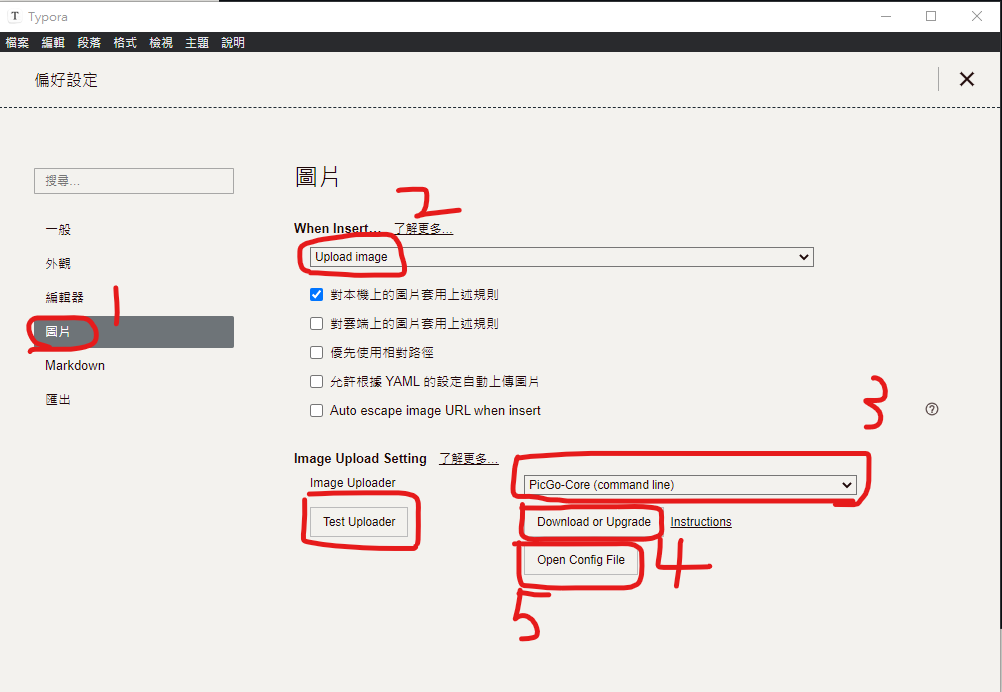 T Typora
檔案 編輯 段落 格式 檢視 主題 說明
偏好設定
搜尋...
一般
外觀
編輯器
1
圖片
Markdown
匯出
圖片
2
When Insert... 了解更多...
Upload image
對本機上的圖片套用上述規則
對雲端上的圖片套用上述規則
優先使用相對路徑
允許根據 YAML 的設定自動上傳圖片
Auto escape image URL when insert
3
Image Upload Setting 了解更多...
Image Uploader PicGo-Core (command line)
Test Uploader Download or Upgrade Instructions
4
Open Config File
5